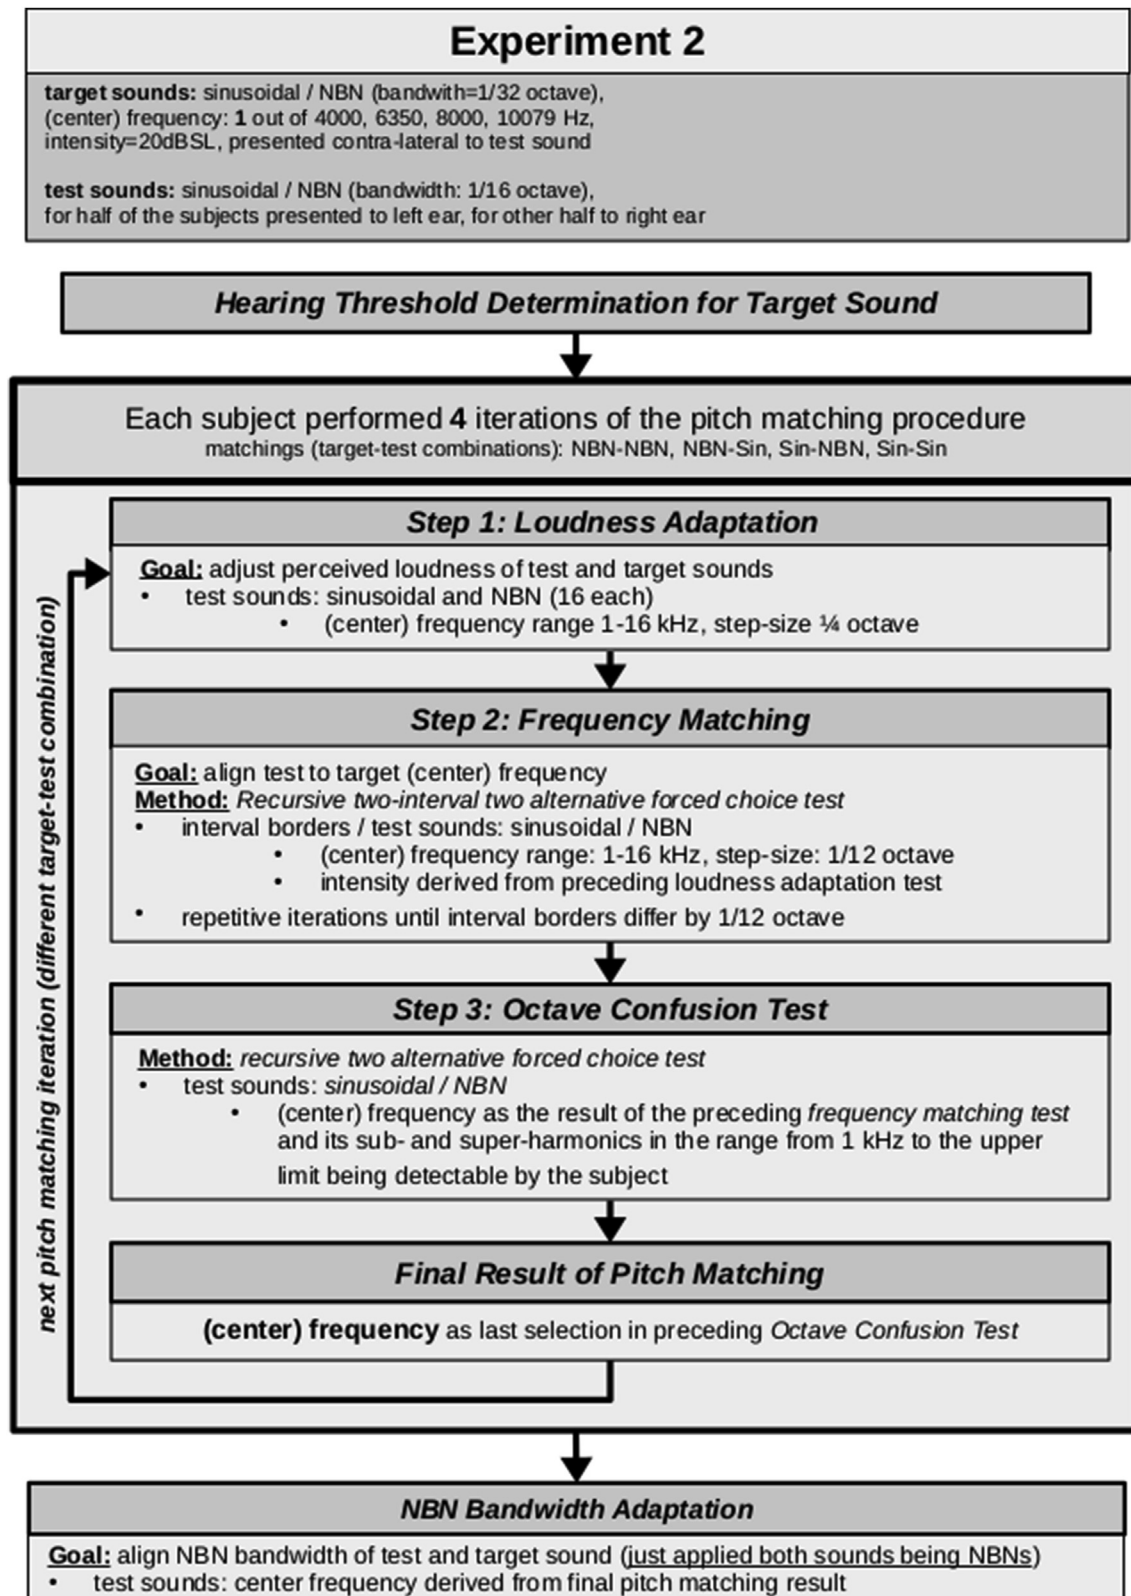 Experiment 2
target sounds: sinusoidal / NBN (bandwith=1/32 octave),
(center) frequency: 1 out of 4000, 6350, 8000, 10079 Hz,
intensity=20dBSL, presented contra-lateral to test sound
test sounds: sinusoidal / NBN (bandwidth: 1/16 octave),
for half of the subjects presented to left ear, for other half to right ear
Hearing Threshold Determination for Target Sound
Each subject performed 4 iterations of the pitch matching procedure
matchings (target-test combinations): NBN-NBN, NBN-Sin, Sin-NBN, Sin-Sin
next pitch matching iteration (different target-test combination)
Step 1: Loudness Adaptation
Goal: adjust perceived loudness of test and target sounds
• test sounds: sinusoidal and NBN (16 each)
• (center) frequency range 1-16 kHz, step-size ¼ octave
Step 2: Frequency Matching
Goal: align test to target (center) frequency
Method: Recursive two-interval two alternative forced choice test
• interval borders / test sounds: sinusoidal / NBN
• (center) frequency range: 1-16 kHz, step-size: 1/12 octave
• intensity derived from preceding loudness adaptation test
• repetitive iterations until interval borders differ by 1/12 octave
Step 3: Octave Confusion Test
Method: recursive two alternative forced choice test
• test sounds: sinusoidal / NBN
• (center) frequency as the result of the preceding frequency matching test
and its sub- and super-harmonics in the range from 1 kHz to the upper
limit being detectable by the subject
Final Result of Pitch Matching
(center) frequency as last selection in preceding Octave Confusion Test
NBN Bandwidth Adaptation
Goal: align NBN bandwidth of test and target sound (just applied both sounds being NBNs)
• test sounds: center frequency derived from final pitch matching result